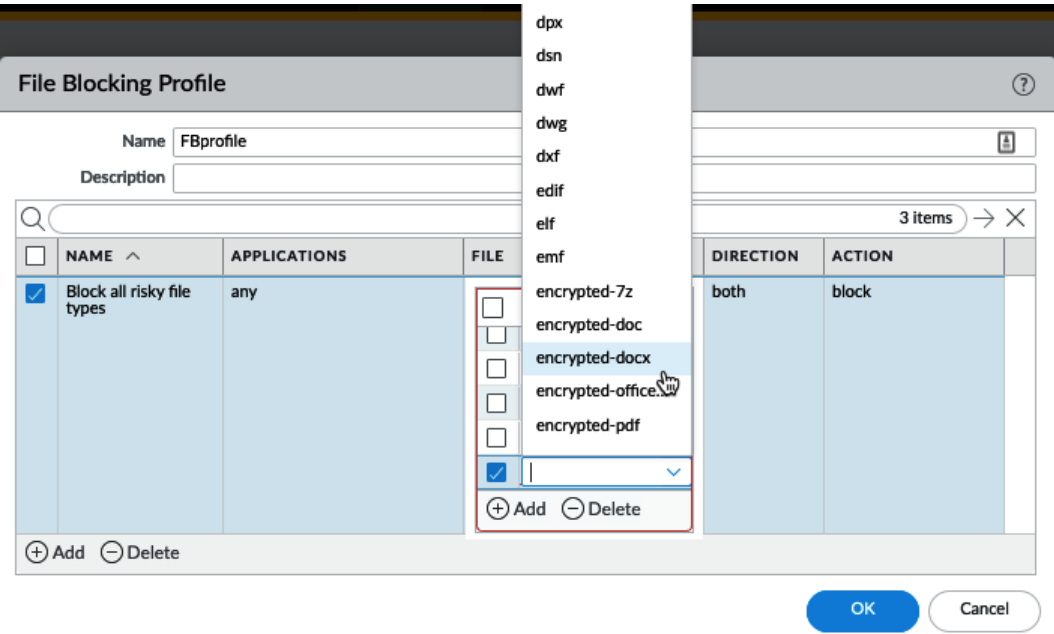 dpx
dsn
dwf
dwg
dxf
edif
elf
emf
encrypted-7z
encrypted-doc
encrypted-docx
encrypted-office...
encrypted-pdf
File Blocking Profile
Name FBprofile
Description
3 items
NAME APPLICATIONS FILE DIRECTION ACTION
Block all risky file any both block
types
Add Delete
Add Delete
OK Cancel